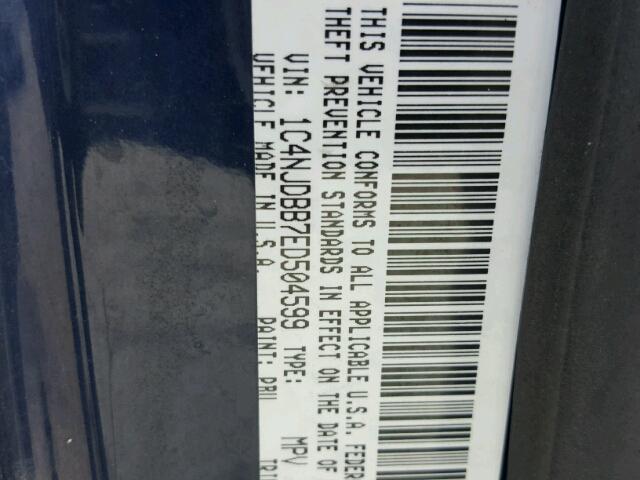 THIS VEHICLE CONFORMS TO ALL APPLICABLE U.S.A. FEDER
THEFT PREVENTION STANDARDS IN EFFECT ON THE DATE OF
VIN: 1C4NJDBB7ED504599 TYPE: MPV
VEHICLE MADE IN U.S.A. PAINT: PBU TRI